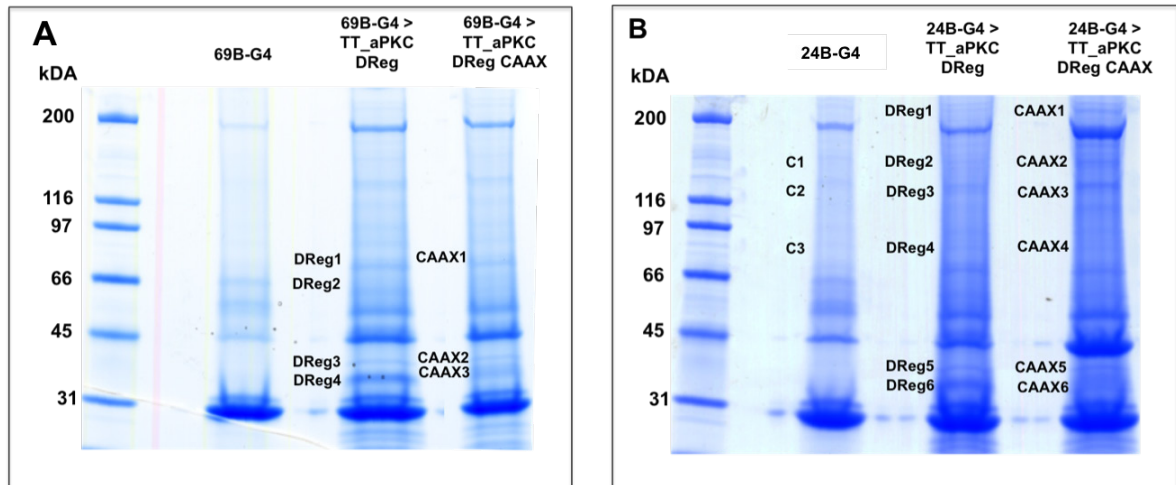 A
kDA
69B-G4
69B-G4 >
TT_aPKC
DReg
69B-G4 >
TT_aPKC
DReg CAAX
200
116
97
66
45
31
DReg1
DReg2
DReg3
DReg4
CAAX1
CAAX2
CAAX3
B
kDA
24B-G4
24B-G4 >
TT_aPKC
DReg
24B-G4 >
TT_aPKC
DReg CAAX
200
116
97
66
45
31
C1
C2
C3
DReg1
DReg2
DReg3
DReg4
DReg5
DReg6
CAAX1
CAAX2
CAAX3
CAAX4
CAAX5
CAAX6